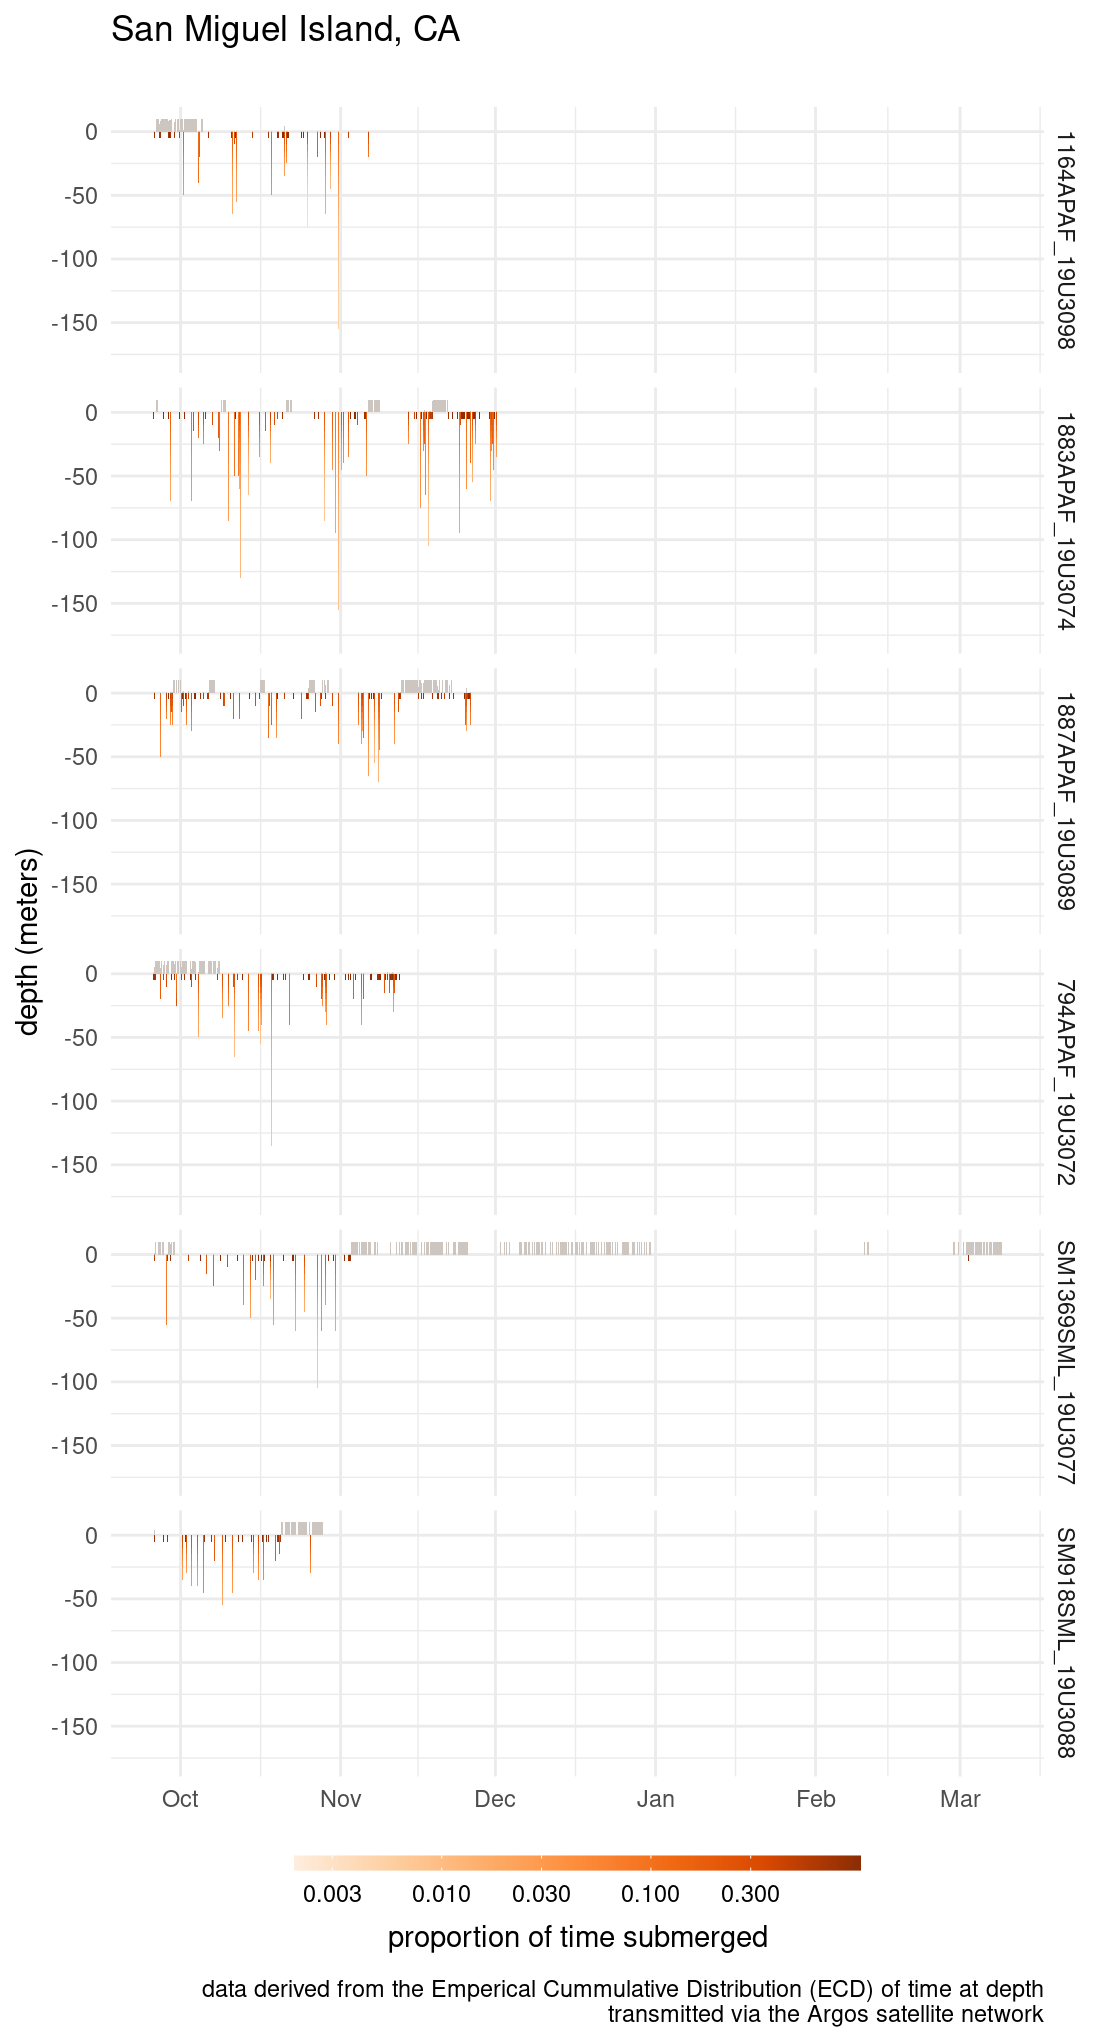 San Miguel Island, CA
0
-50
-100
-150
1164APAF_19U3098
0
-50
-100
-150
1883APAF_19U3074
0
-50
-100
-150
1887APAF_19U3089
depth (meters)
0
-50
-100
-150
794APAF_19U3072
0
-50
-100
-150
SM1369SML_19U3077
0
-50
-100
-150
SM918SML_19U3088
Oct Nov Dec Jan Feb Mar
0.003 0.010 0.030 0.100 0.300
proportion of time submerged
data derived from the Emperical Cummulative Distribution (ECD) of time at depth
transmitted via the Argos satellite network